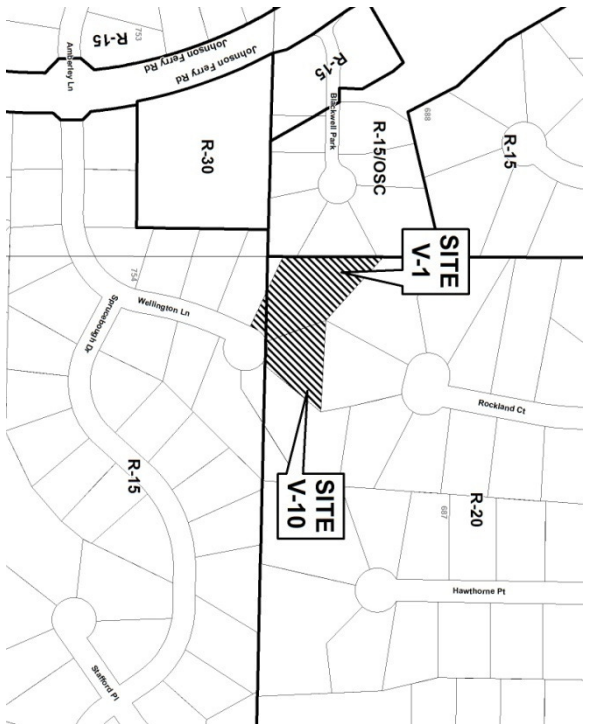 753
R-15
Amberley Ln
Johnson Ferry Rd
Johnson Ferry Rd
R-15
Blackwell Park
R-15/OSC
688
R-15
R-30
SITE
V-1
754
Wellington Ln
Sprucebough Dr
Rockland Ct
R-15
SITE
V-10
R-20
687
Hawthorne Pt
Stafford Pl